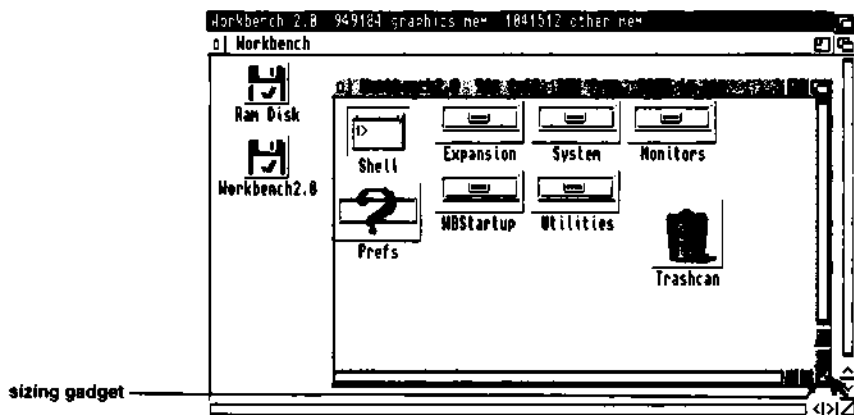 Workbench 2.0 949184 graphics mem 1041512 other mem
Workbench
Ram Disk
Workbench2.0
Shell
Expansion
System
Monitors
Prefs
WBStartup
Utilities
Trashcan
sizing gadget